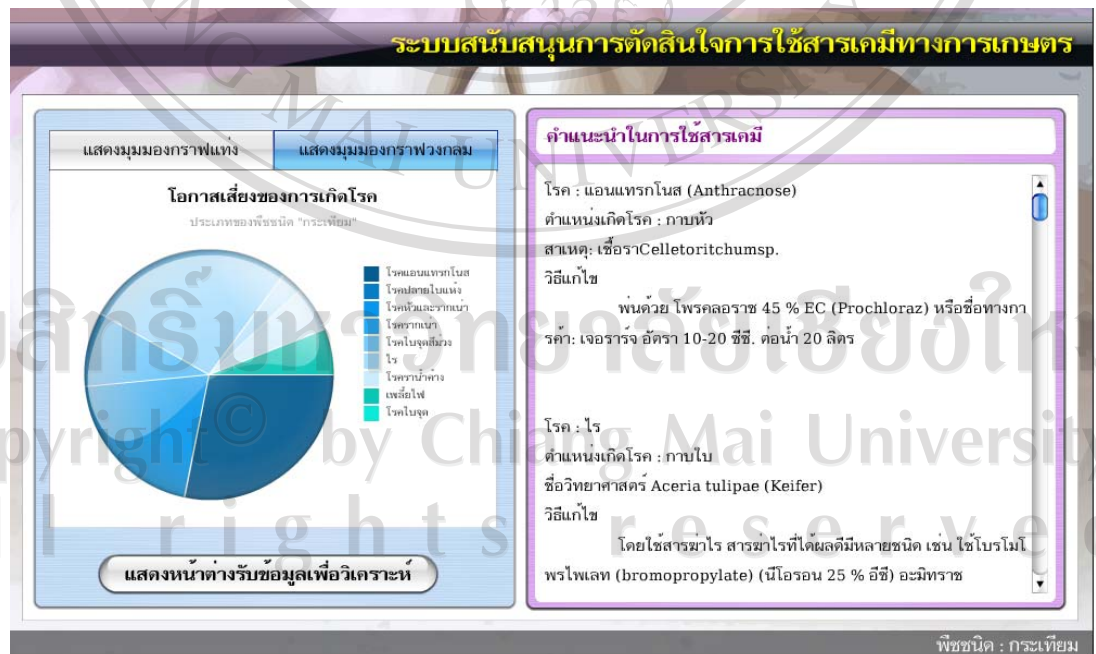 ระบบสนับสนุนการตัดสินใจการใช้สารเคมีทางการเกษตร
แสดงมุมมองกราฟแท่ง
แสดงมุมมองกราฟวงกลม
โอกาสเสี่ยงของการเกิดโรค
ประเภทของพืชชนิด "กระเทียม"
โรคแอนแทรกโนส
โรคปลายใบแห้ง
โรคหัวและรากเน่า
โรครากเน่า
โรคใบจุดสีม่วง
ไร
โรคราน้ำค้าง
เพลี้ยไฟ
โรคใบจุด
แสดงหน้าต่างรับข้อมูลเพื่อวิเคราะห์
คำแนะนำในการใช้สารเคมี
โรค : แอนแทรกโนส (Anthracnose)
ตำแหน่งเกิดโรค : กาบหัว
สาเหตุ: เชื้อราCelletoritchumsp.
วิธีแก้ไข
พ่นด้วย โพรคลอราซ 45 % EC (Prochloraz) หรือชื่อทางกา
รค้า: เจอราร์จ อัตรา 10-20 ซีซี. ต่อน้ำ 20 ลิตร
โรค : ไร
ตำแหน่งเกิดโรค : กาบใบ
ชื่อวิทยาศาสตร์ Aceria tulipae (Keifer)
วิธีแก้ไข
โดยใช้สารฆ่าไร สารฆ่าไรที่ได้ผลดีมีหลายชนิด เช่น ใช้โบรโมโ
พรไพเลท (bromopropylate) (นีโอรอน 25 % อีซี) อะมิทราช
พืชชนิด : กระเทียม
Copyright © by Chiang Mai University
All rights reserved